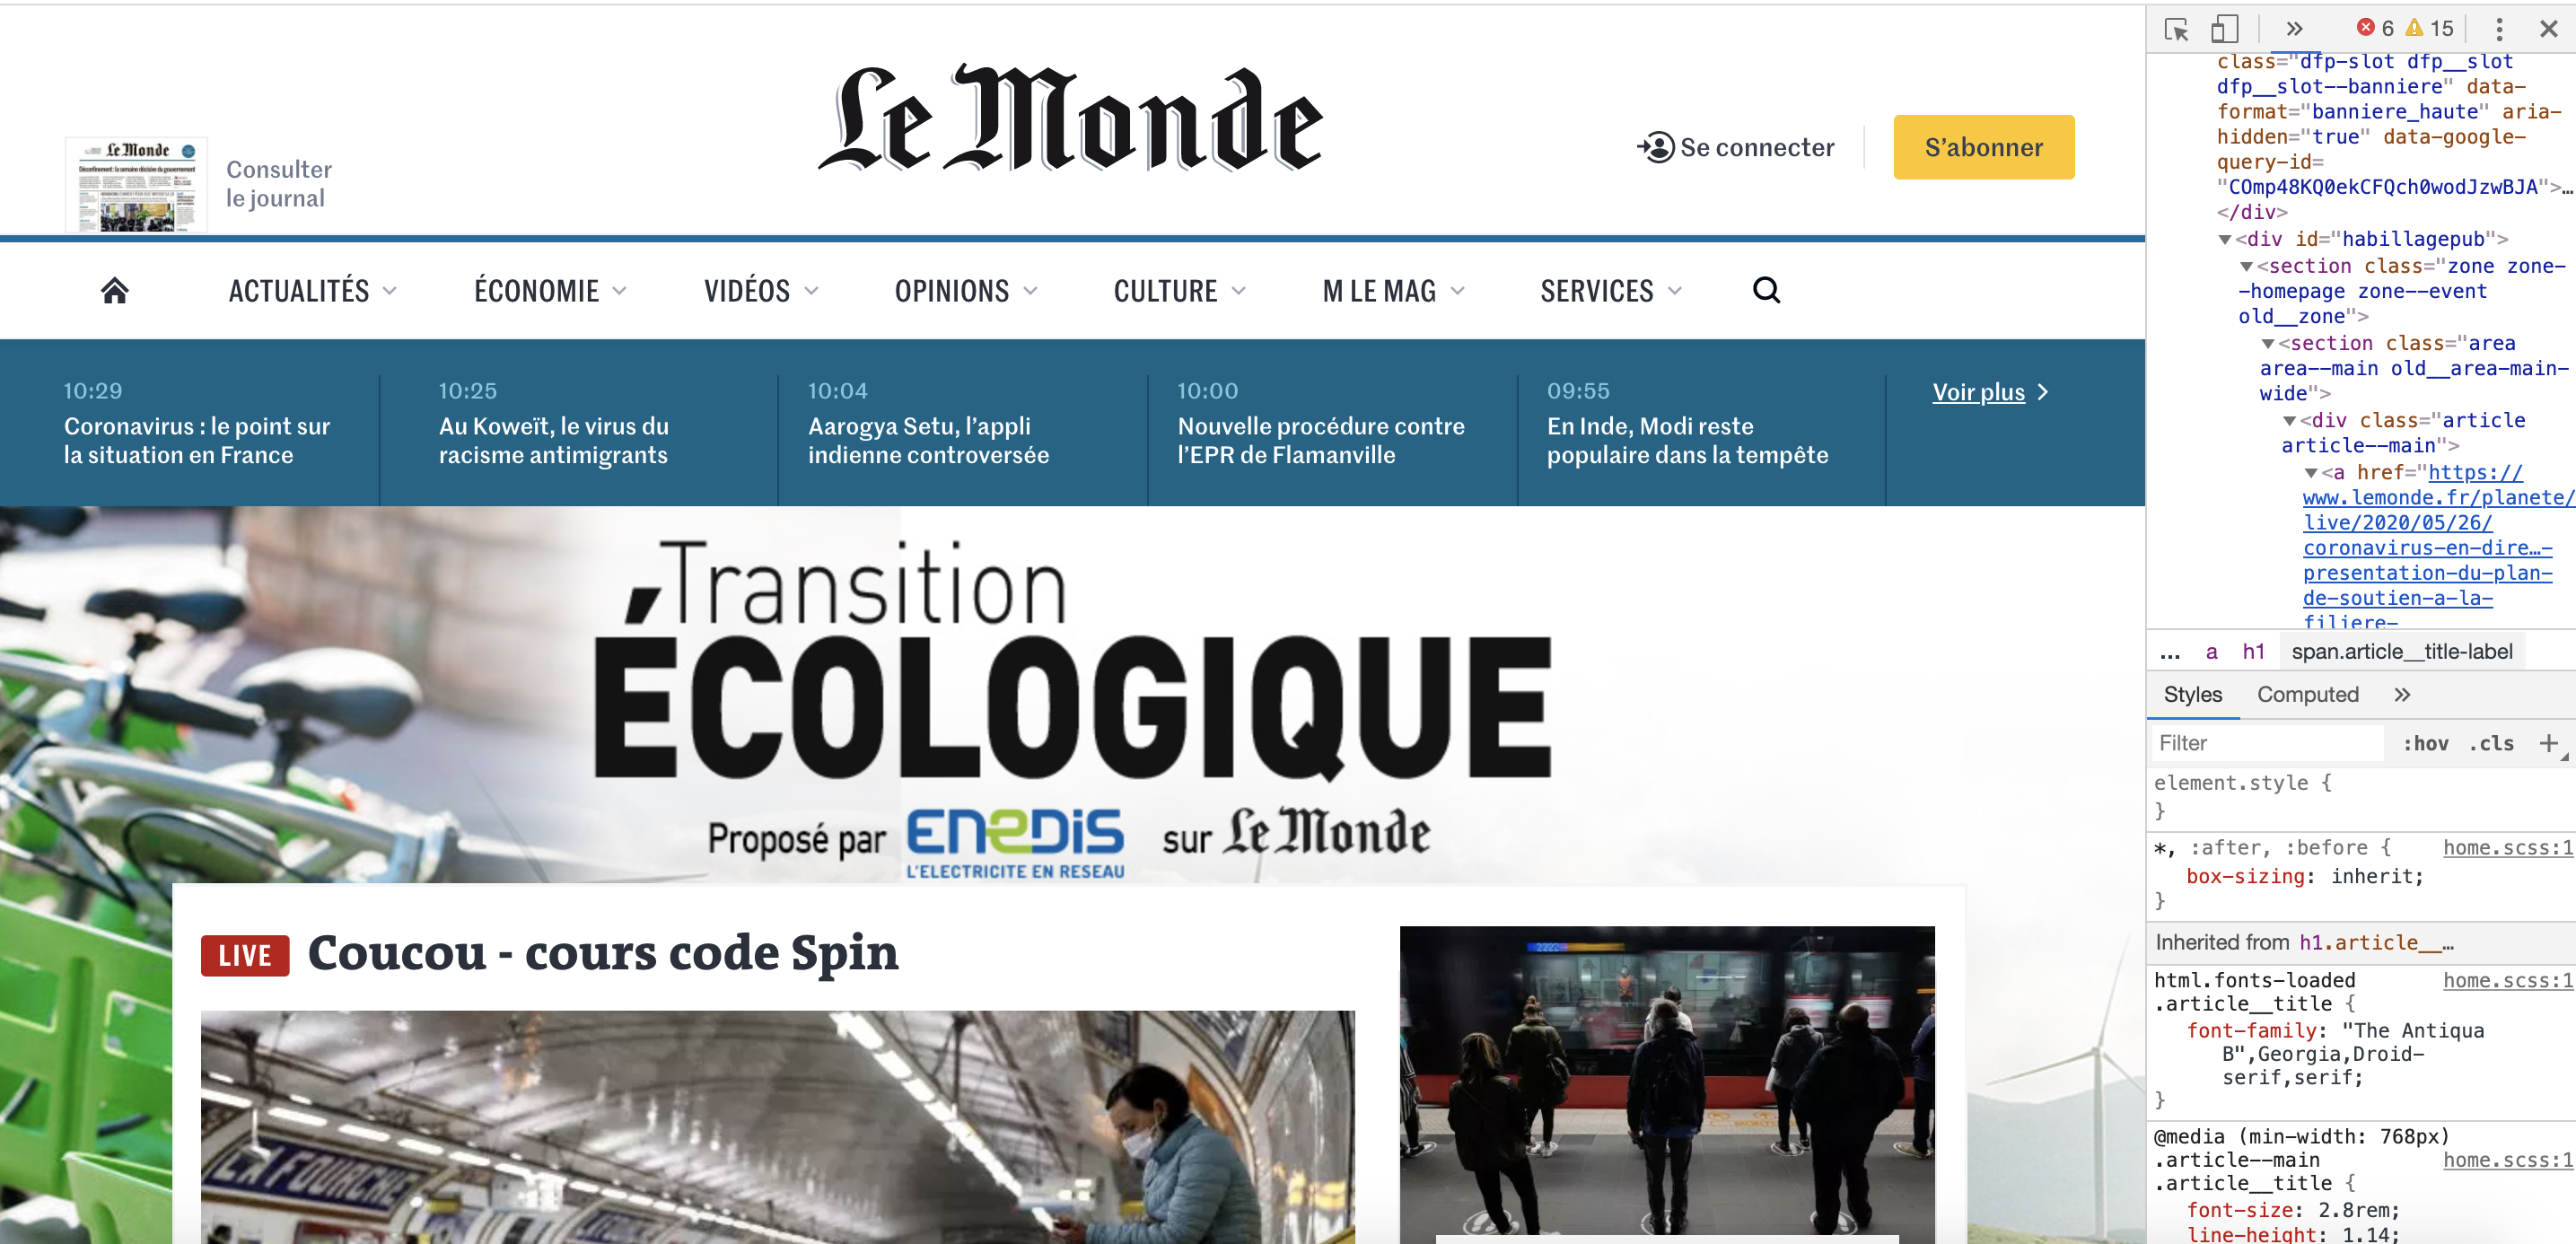 Le Monde
Le Monde
Déconfinement : la semaine décisive du gouvernement
Consulter
le journal
Se connecter
S’abonner
ACTUALITÉS
ÉCONOMIE
VIDÉOS
OPINIONS
CULTURE
M LE MAG
SERVICES
10:29
Coronavirus : le point sur
la situation en France
10:25
Au Koweït, le virus du
racisme antimigrants
10:04
Aarogya Setu, l’appli
indienne controversée
10:00
Nouvelle procédure contre
l’EPR de Flamanville
09:55
En Inde, Modi reste
populaire dans la tempête
Voir plus
Transition
ÉCOLOGIQUE
Proposé par ENEDIS sur Le Monde
L'ELECTRICITE EN RESEAU
LIVE Coucou - cours code Spin
LA FOURCHE
2222
6 15
class="dfp-slot dfp__slot
dfp__slot--banniere" data-
format="banniere_haute" aria-
hidden="true" data-google-
query-id=
"COmp48KQ0ekCFQch0wodJzwBJA">…
</div>
<div id="habillagepub">
<section class="zone zone-
-homepage zone--event
old__zone">
<section class="area
area--main old__area-main-
wide">
<div class="article
article--main">
<a href="https://
www.lemonde.fr/planete/
live/2020/05/26/
coronavirus-en-dire…-
presentation-du-plan-
de-soutien-a-la-
filiere-
... a h1 span.article__title-label
Styles Computed
Filter :hov .cls +
element.style {
}
*, :after, :before { home.scss:1
box-sizing: inherit;
}
Inherited from h1.article__…
html.fonts-loaded home.scss:1
.article__title {
font-family: "The Antiqua
B",Georgia,Droid-
serif,serif;
}
@media (min-width: 768px)
.article--main home.scss:1
.article__title {
font-size: 2.8rem;
line-height: 1.14;